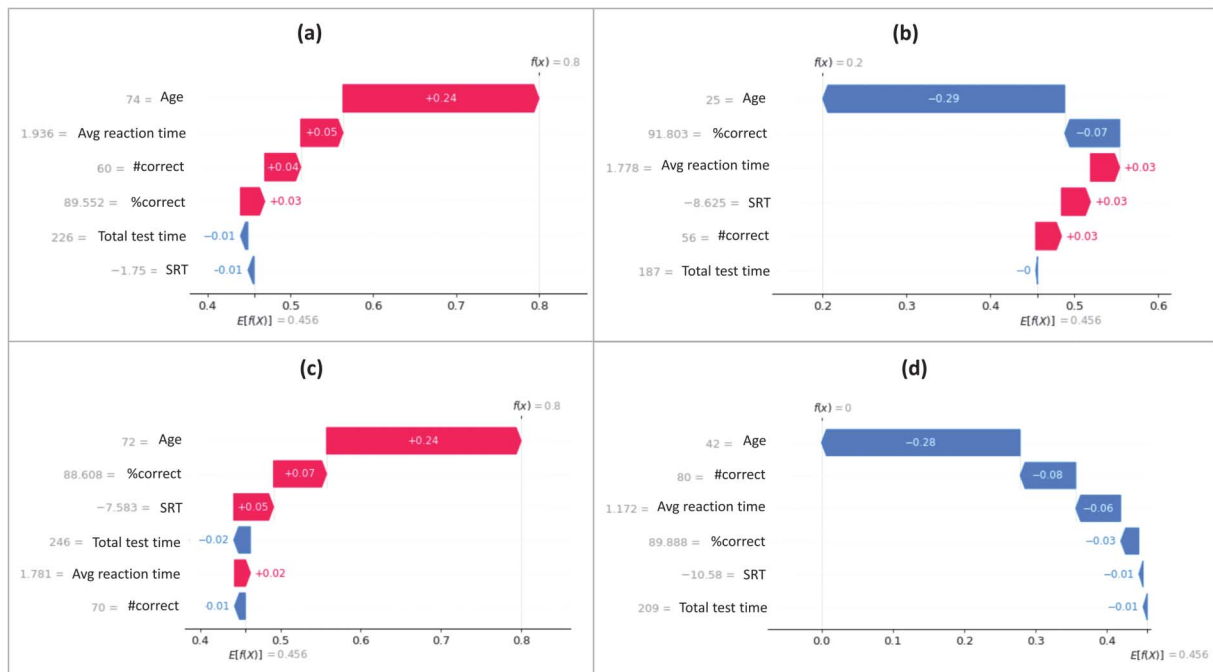 (a)
f(x) = 0.8
74 = Age
+0.24
1.936 = Avg reaction time
+0.05
60 = #correct
+0.04
89.552 = %correct
+0.03
226 = Total test time
−0.01
−1.75 = SRT
-0.01
0.4 0.5 0.6 0.7 0.8
E[f(X)] = 0.456
(b)
f(x) = 0.2
25 = Age
−0.29
91.803 = %correct
−0.07
1.778 = Avg reaction time
+0.03
−8.625 = SRT
+0.03
56 = #correct
+0.03
187 = Total test time
−0
0.2 0.3 0.4 0.5 0.6
E[f(X)] = 0.456
(c)
f(x) = 0.8
72 = Age
+0.24
88.608 = %correct
+0.07
−7.583 = SRT
+0.05
246 = Total test time
−0.02
1.781 = Avg reaction time
+0.02
70 = #correct
0.01
0.4 0.5 0.6 0.7 0.8
E[f(X)] = 0.456
(d)
f(x) = 0
42 = Age
−0.28
80 = #correct
−0.08
1.172 = Avg reaction time
−0.06
89.888 = %correct
−0.03
−10.58 = SRT
−0.01
209 = Total test time
−0.01
0.0 0.1 0.2 0.3 0.4
E[f(X)] = 0.456